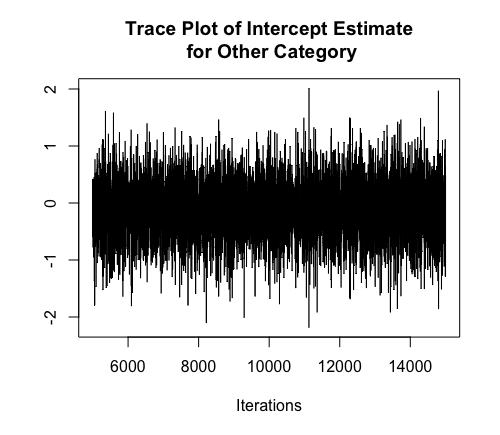 Trace Plot of Intercept Estimate
for Other Category
2
1
0
-1
-2
6000 8000 10000 12000 14000
Iterations